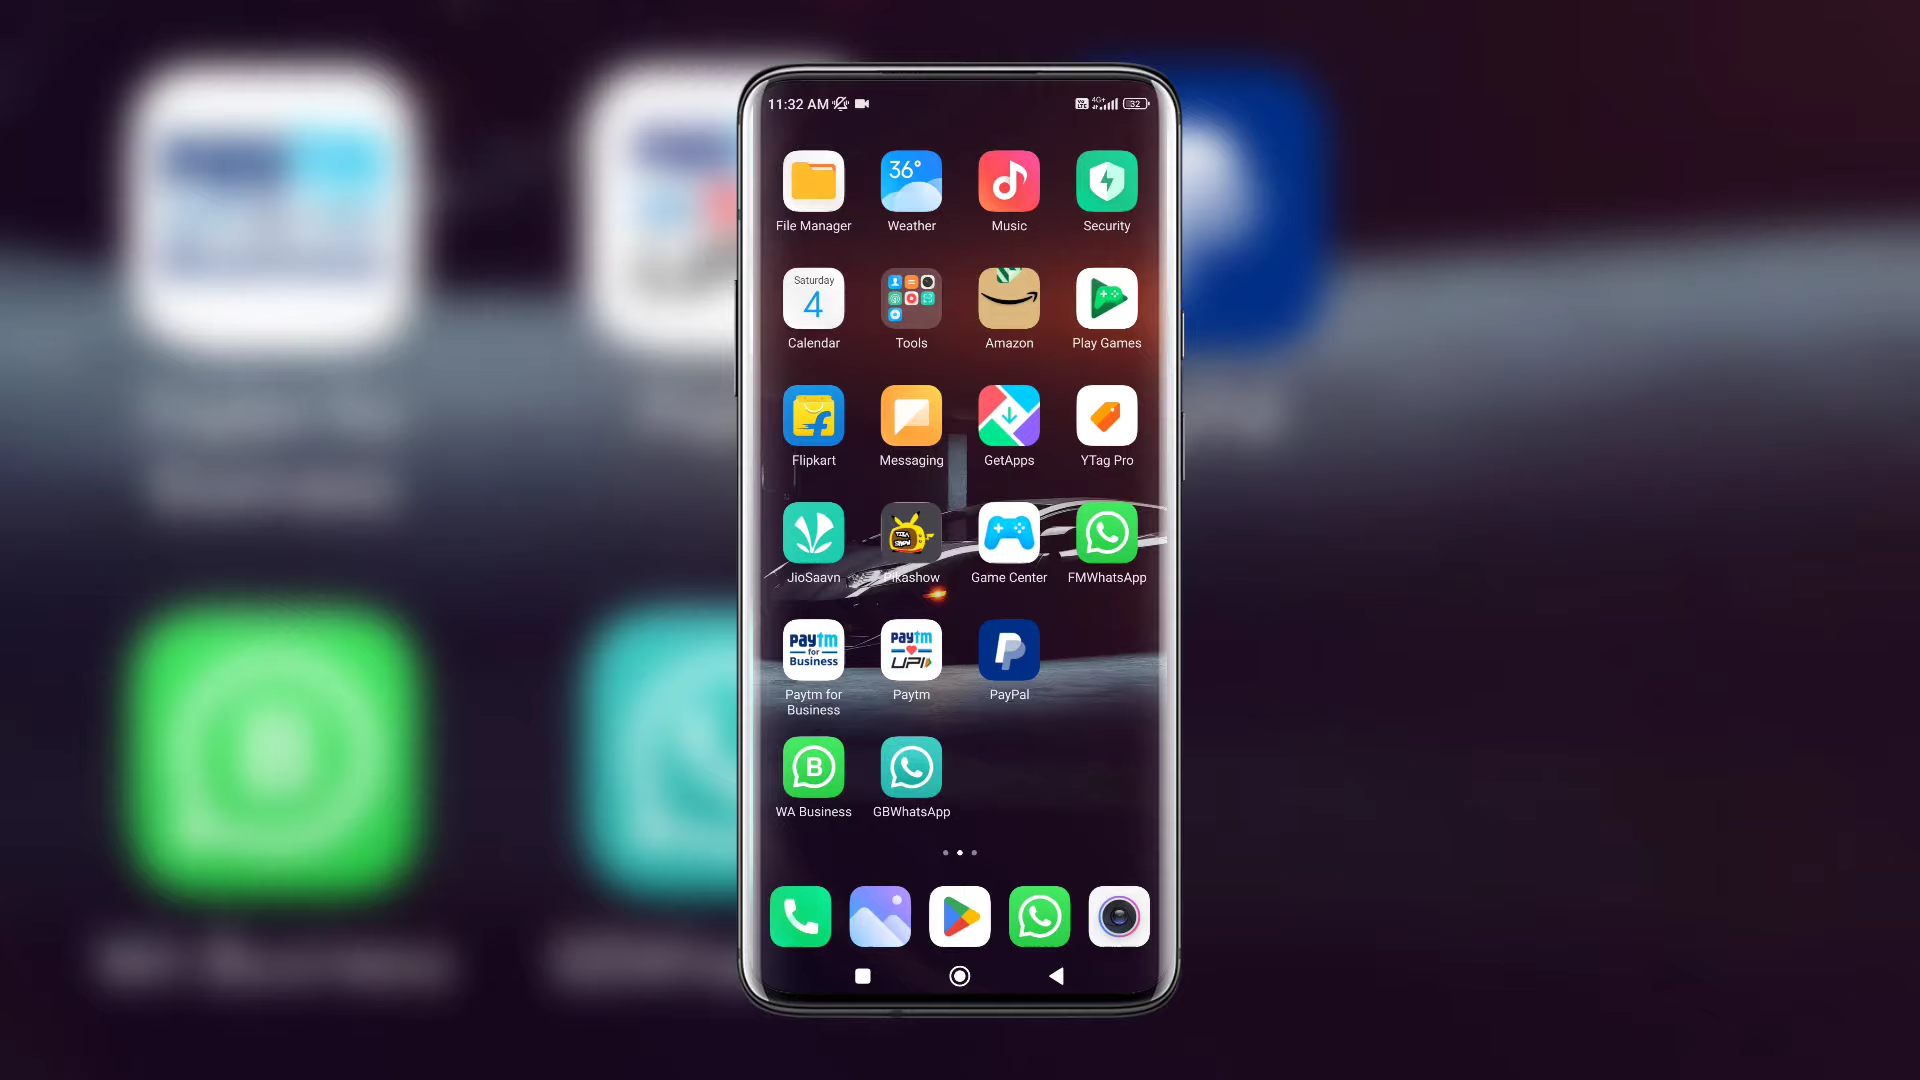 11:32 AM
4G+
32
36°
File Manager
Weather
Music
Security
Saturday
4
Calendar
Tools
Amazon
Play Games
Flipkart
Messaging
GetApps
YTag Pro
JioSaavn
Pikashow
Game Center
FMWhatsApp
paytm
for
Business
paytm
UPI
Paytm for
Business
Paytm
PayPal
B
WA Business
GBWhatsApp